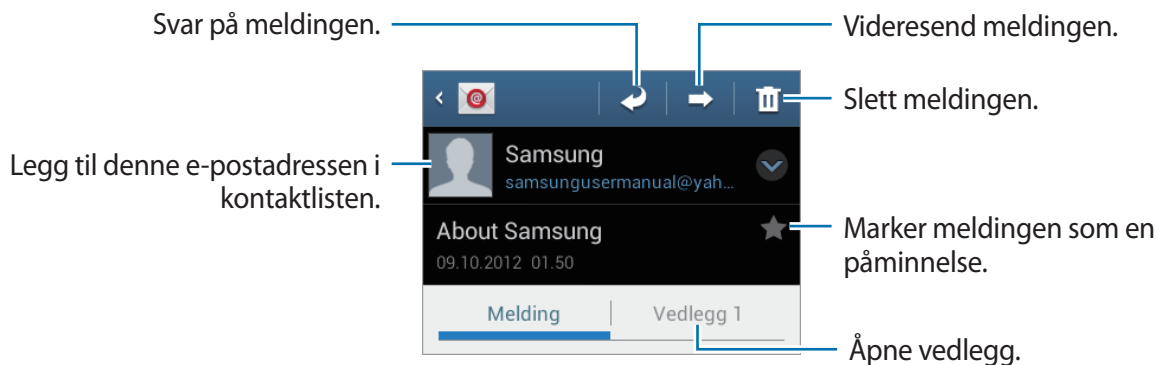 Svar på meldingen.
Videresend meldingen.
Slett meldingen.
Legg til denne e-postadressen i
kontaktlisten.
Samsung
samsungusermanual@yah...
About Samsung
09.10.2012 01.50
Marker meldingen som en
påminnelse.
Melding
Vedlegg 1
Åpne vedlegg.